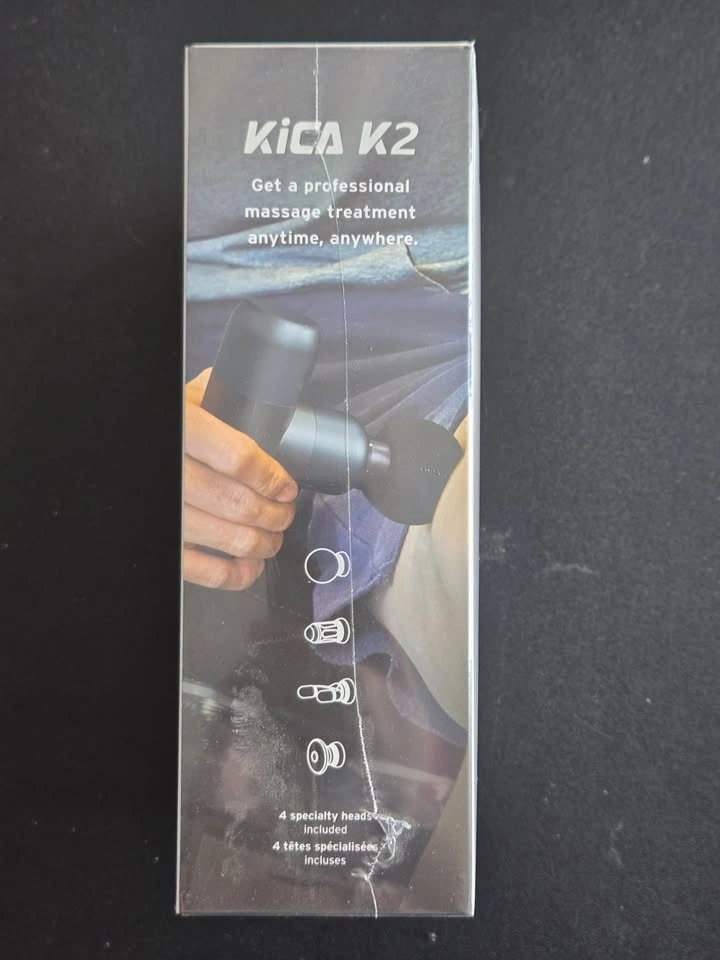 KiCA K2
Get a professional
massage treatment
anytime, anywhere.
4 specialty heads
included
4 têtes spécialisées
incluses